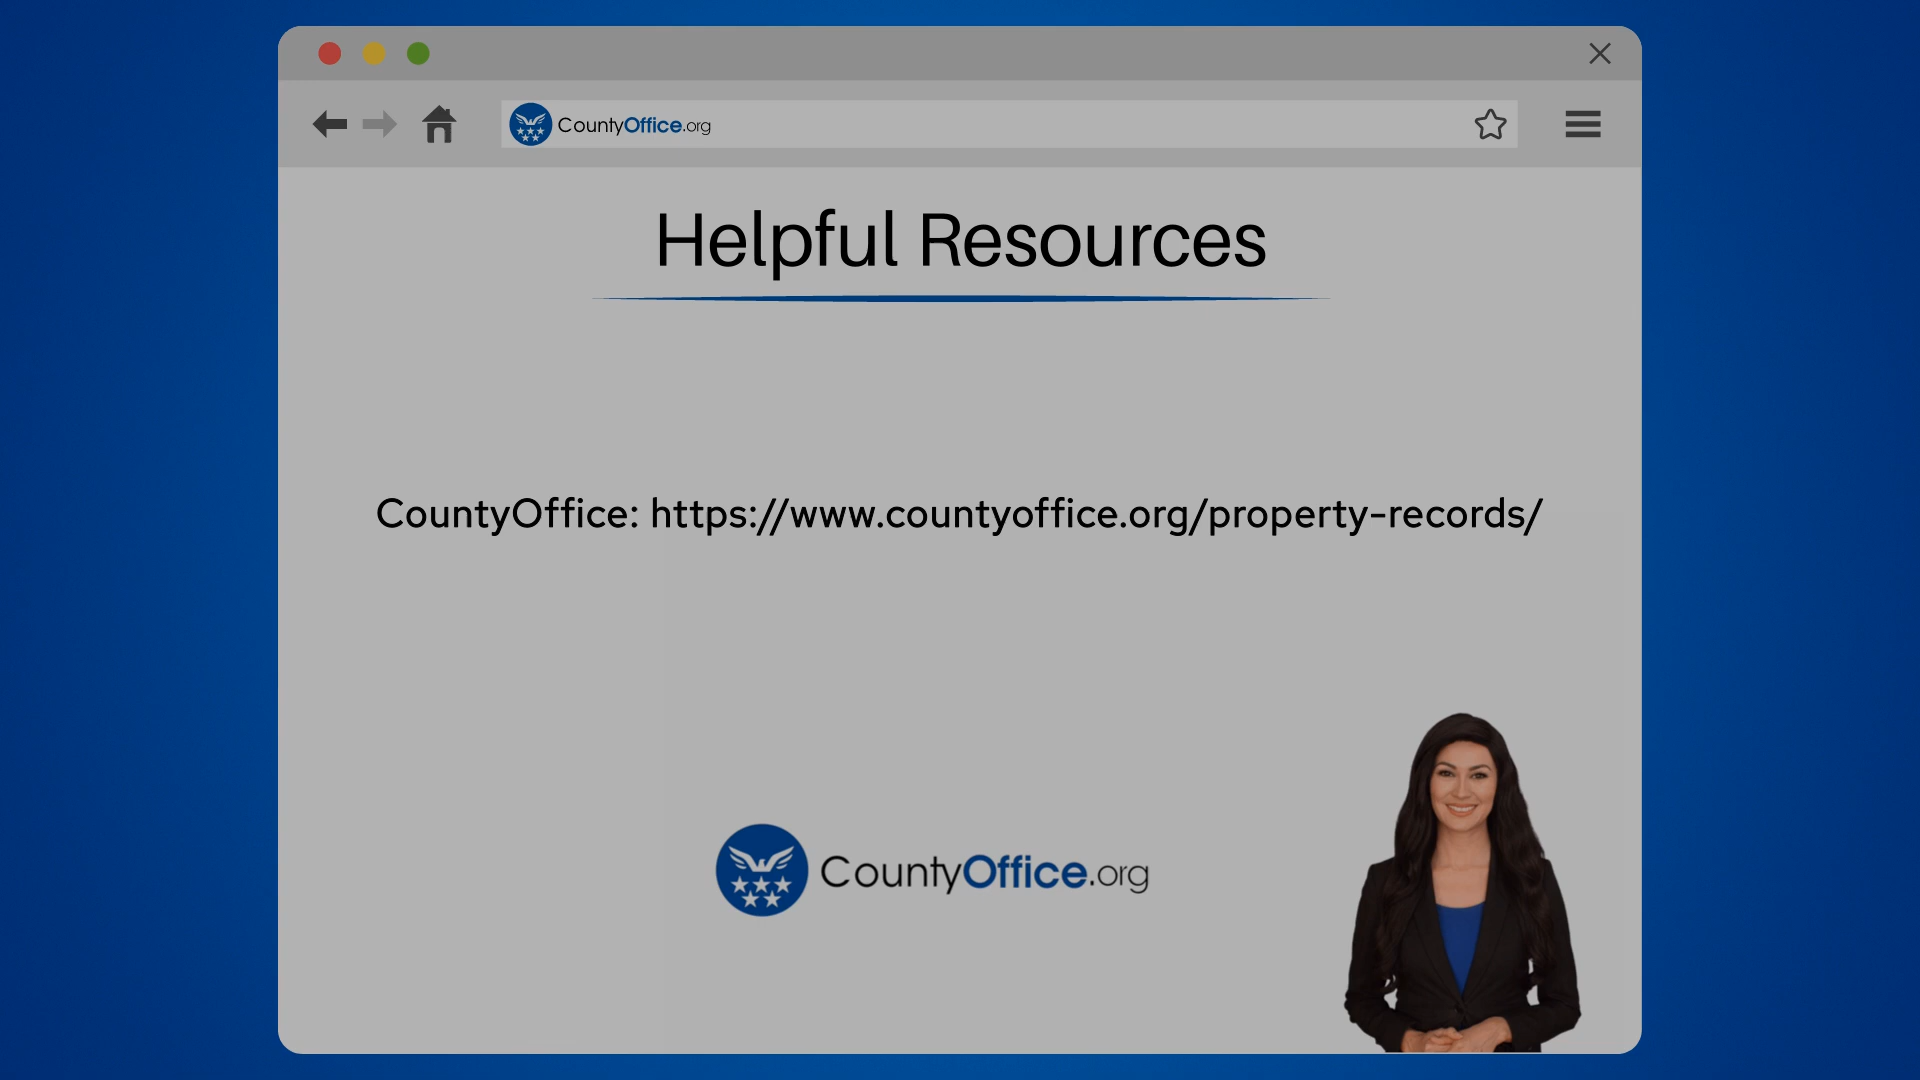 CountyOffice.org
Helpful Resources
CountyOffice: https://www.countyoffice.org/property-records/
CountyOffice.org